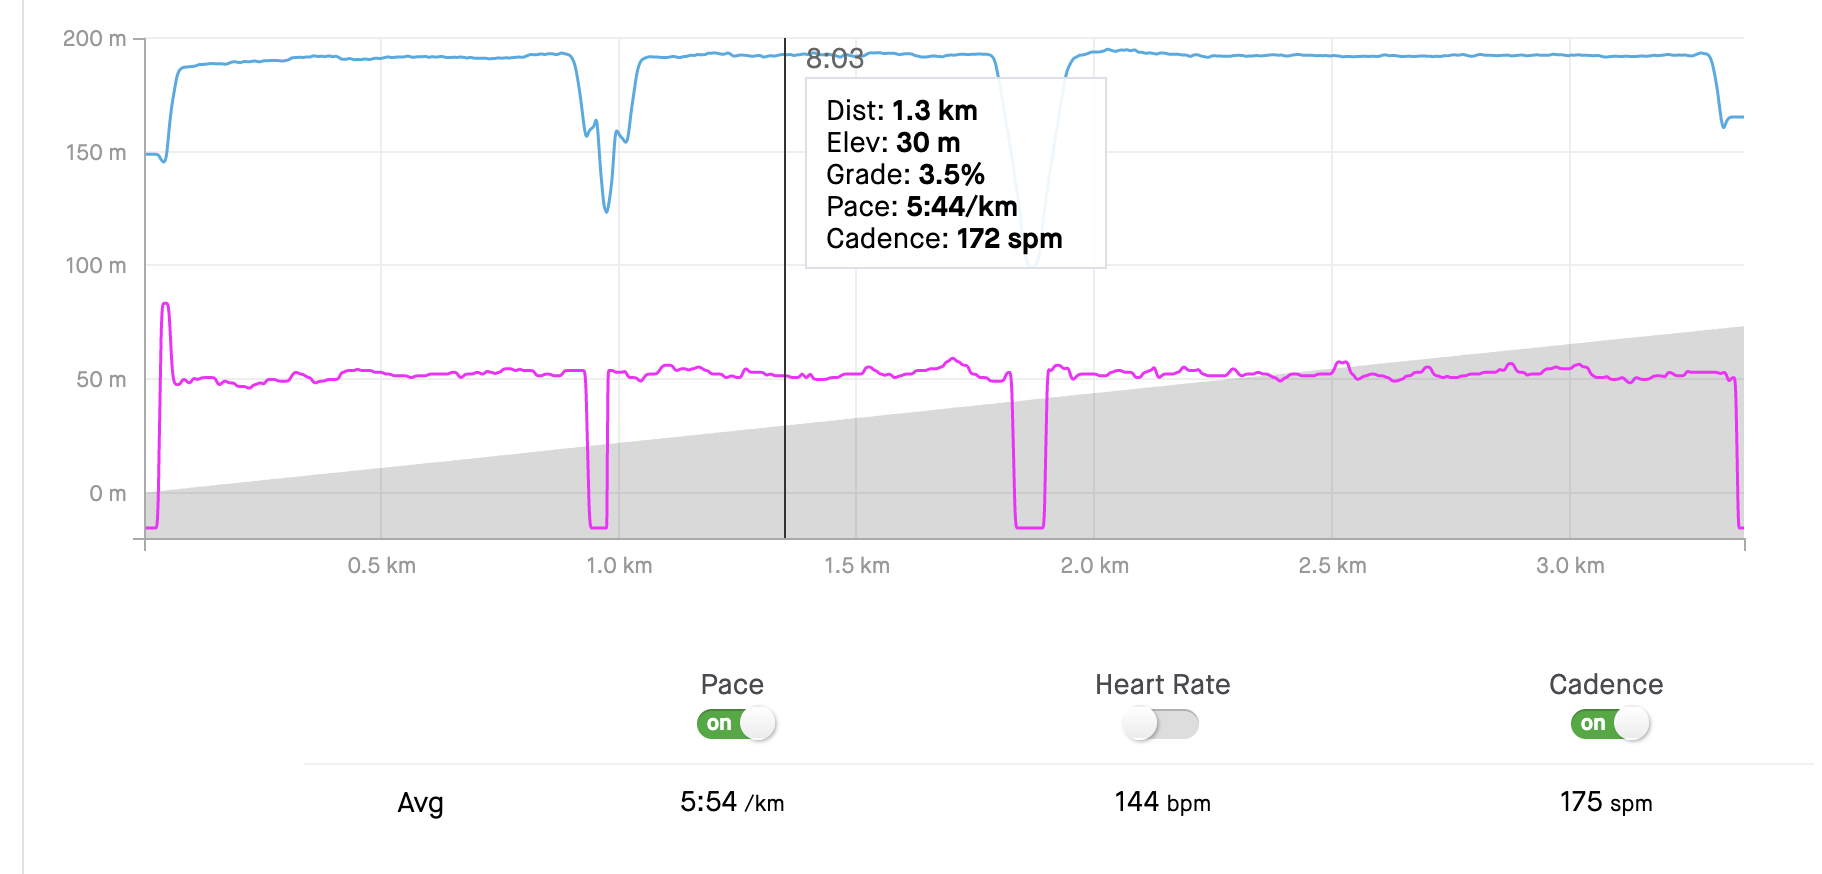 200 m
8:03
Dist: 1.3 km
Elev: 30 m
Grade: 3.5%
Pace: 5:44/km
Cadence: 172 spm
150 m
100 m
50 m
0 m
0.5 km 1.0 km 1.5 km 2.0 km 2.5 km 3.0 km
Pace Heart Rate Cadence
on on
Avg 5:54 /km 144 bpm 175 spm